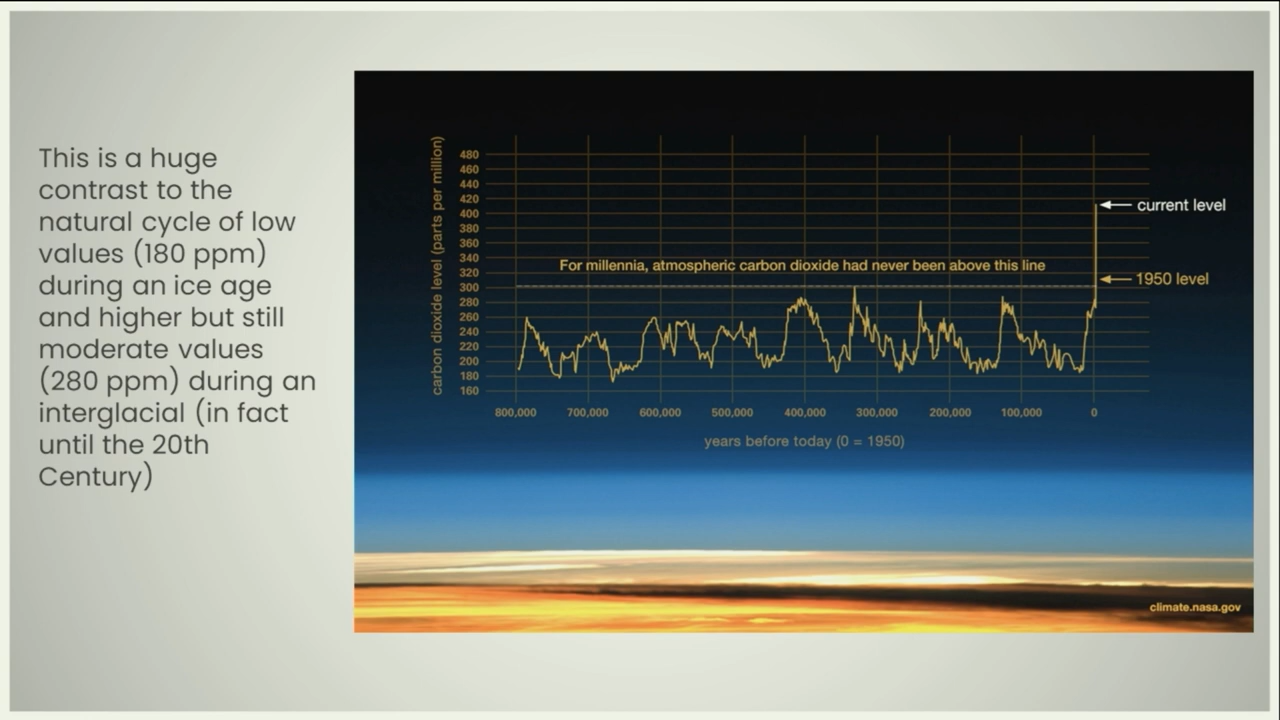 This is a huge
contrast to the
natural cycle of low
values (180 ppm)
during an ice age
and higher but still
moderate values
(280 ppm) during an
interglacial (in fact
until the 20th
Century)
carbon dioxide level (parts per million)
480
460
440
420
400
380
360
340
320
300
280
260
240
220
200
180
160
For millennia, atmospheric carbon dioxide had never been above this line
current level
1950 level
800,000 700,000 600,000 500,000 400,000 300,000 200,000 100,000 0
years before today (0 = 1950)
climate.nasa.gov